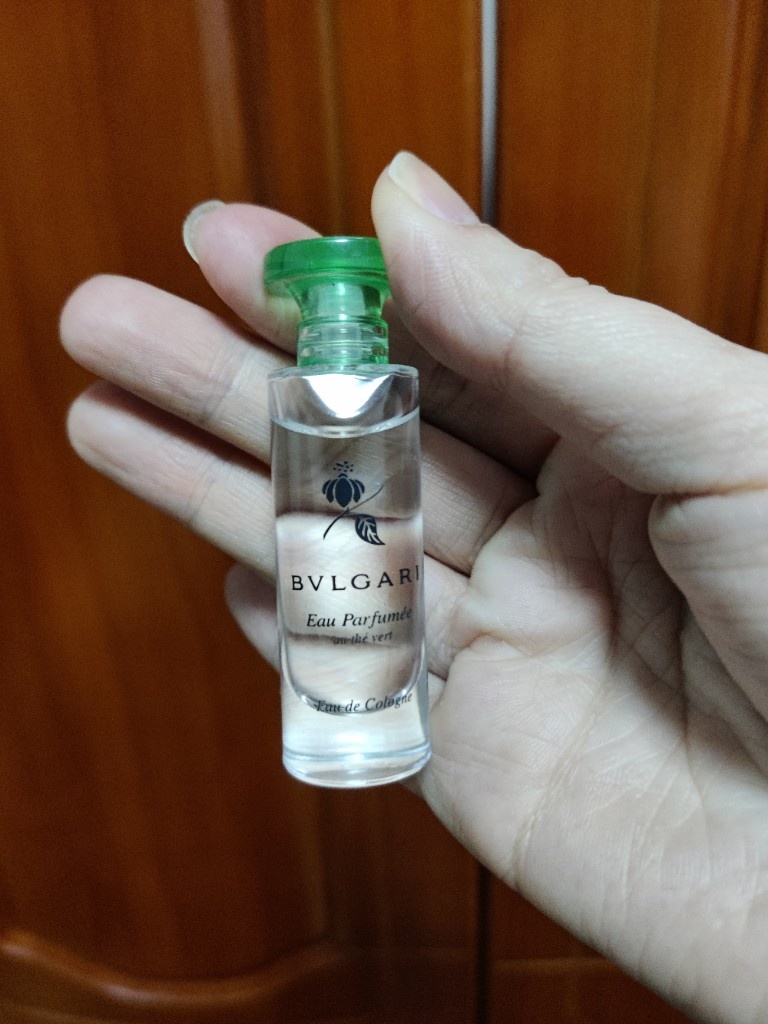 BVLGARI
Eau Parfumée
au thé vert
Eau de Cologne